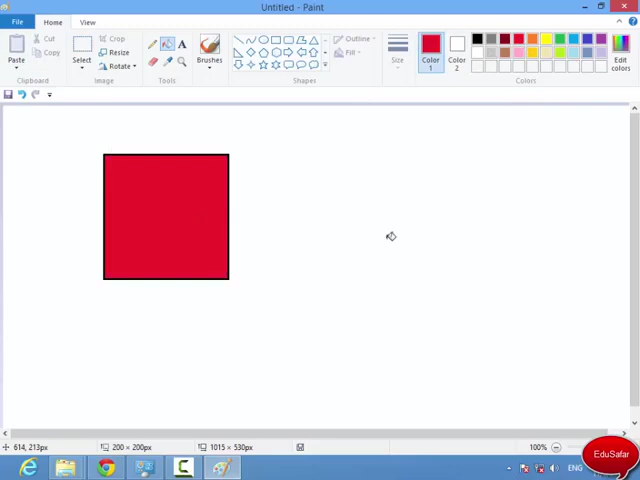 Untitled - Paint
File Home View
Paste
Cut
Copy
Clipboard
Select
Crop
Resize
Rotate
Image
A
Tools
Brushes
Shapes
Outline
Fill
Size
Color 1
Color 2
Edit colors
Colors
614, 213px 200 × 200px 1015 × 530px 100%
ENG
EduSafar